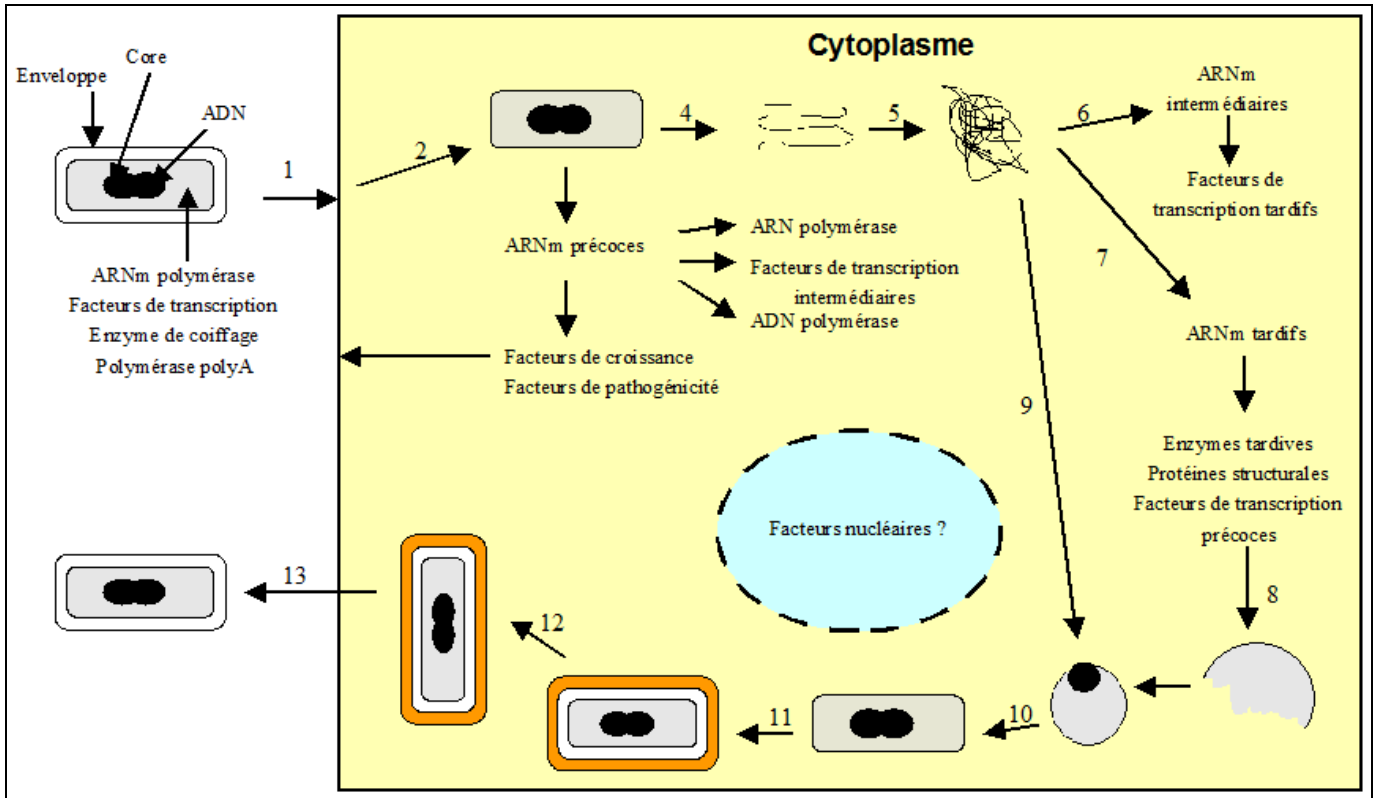 Cytoplasme
Core
Enveloppe
ADN
1
2
4
5
6
ARNm
intermédiaires
Facteurs de
transcription tardifs
ARNm polymérase
Facteurs de transcription
Enzyme de coiffage
Polymérase polyA
ARNm précoces
ARN polymérase
Facteurs de transcription
intermédiaires
ADN polymérase
Facteurs de croissance
Facteurs de pathogénicité
7
ARNm tardifs
9
Enzymes tardives
Protéines structurales
Facteurs de transcription
précoces
8
Facteurs nucléaires ?
10
11
12
13